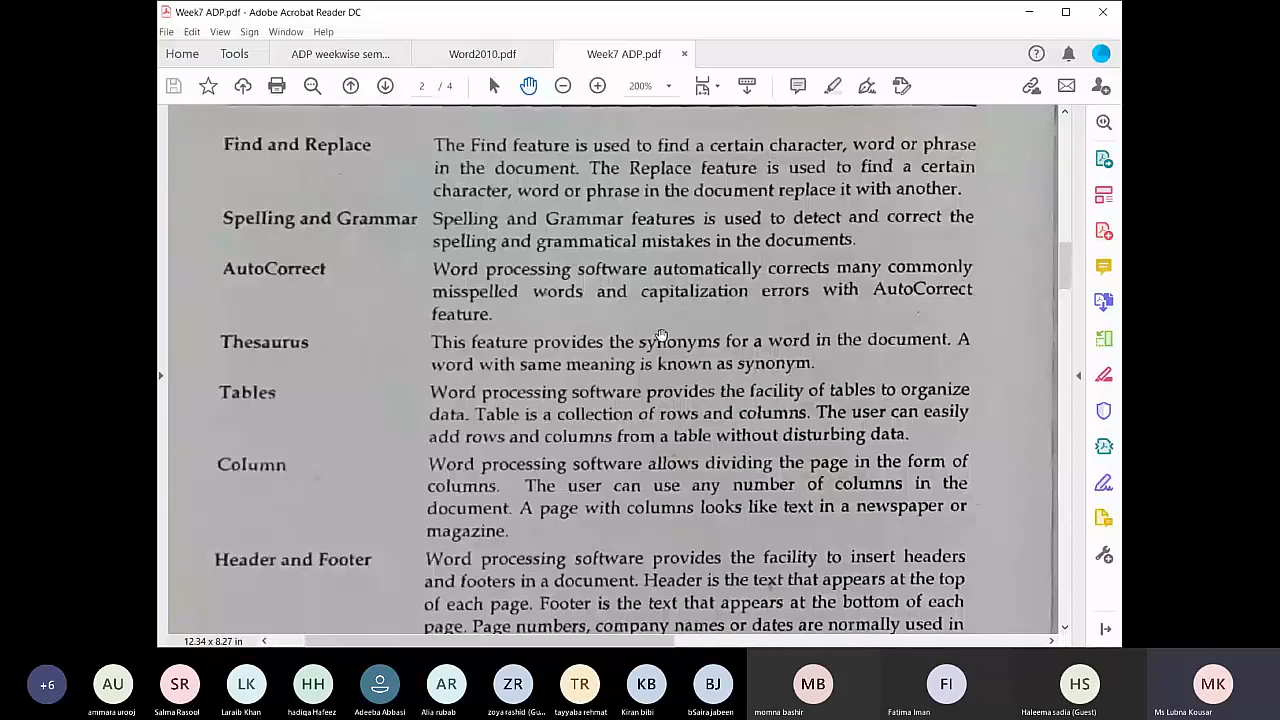 Week7 ADP.pdf - Adobe Acrobat Reader DC
File Edit View Sign Window Help
Home Tools ADP weekwise sem... Word2010.pdf Week7 ADP.pdf ×
2 / 4 200%
Find and Replace The Find feature is used to find a certain character, word or phrase
in the document. The Replace feature is used to find a certain
character, word or phrase in the document replace it with another.
Spelling and Grammar Spelling and Grammar features is used to detect and correct the
spelling and grammatical mistakes in the documents.
AutoCorrect Word processing software automatically corrects many commonly
misspelled words and capitalization errors with AutoCorrect
feature.
Thesaurus This feature provides the synonyms for a word in the document. A
word with same meaning is known as synonym.
Tables Word processing software provides the facility of tables to organize
data. Table is a collection of rows and columns. The user can easily
add rows and columns from a table without disturbing data.
Column Word processing software allows dividing the page in the form of
columns. The user can use any number of columns in the
document. A page with columns looks like text in a newspaper or
magazine.
Header and Footer Word processing software provides the facility to insert headers
and footers in a document. Header is the text that appears at the top
of each page. Footer is the text that appears at the bottom of each
page. Page numbers, company names or dates are normally used in
12.34 x 8.27 in
+6 AU SR LK HH AR ZR TR KB BJ MB FI HS MK
ammara urooj Salma Rasool Laraib Khan hadiqa Hafeez Adeeba Abbasi Alia rubab zoya rashid (Gu... tayyaba rehmat Kiran bibi bSaira jabeen momna bashir Fatima Iman Haleema sadia (Guest) Ms Lubna Kousar